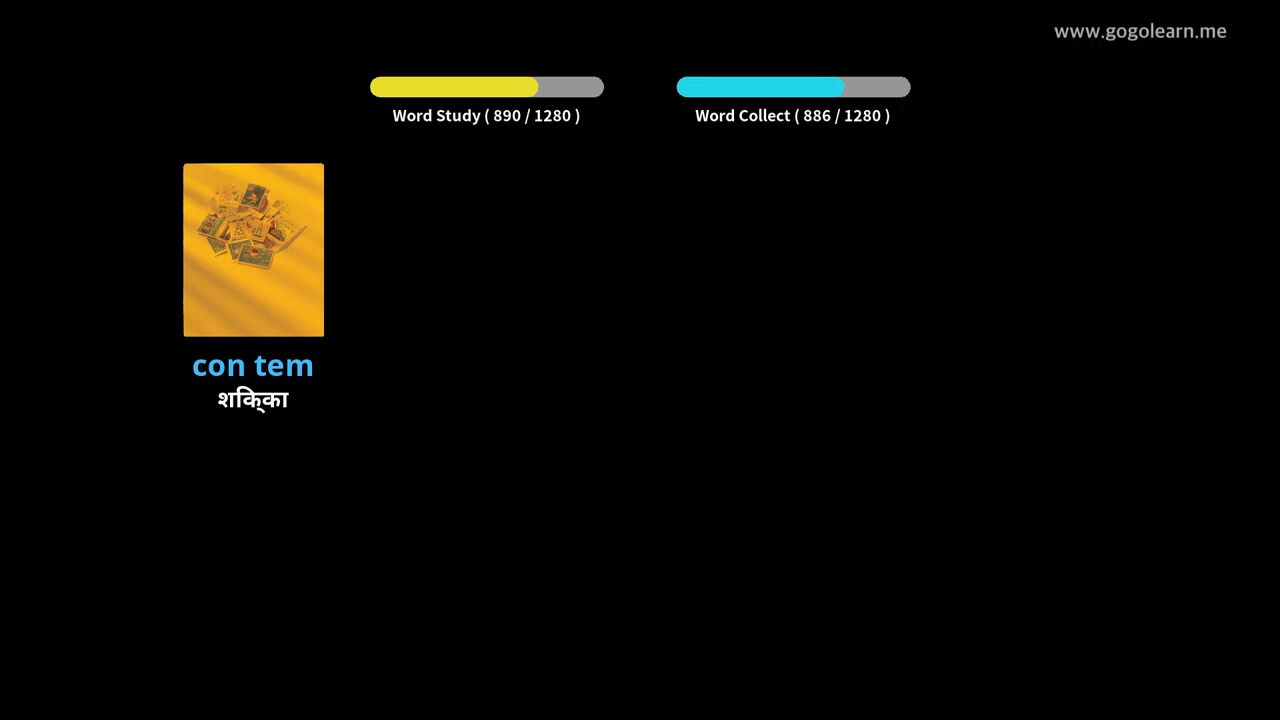 www.gogolearn.me
Word Study ( 890 / 1280 )
Word Collect ( 886 / 1280 )
con tem
शकि्का